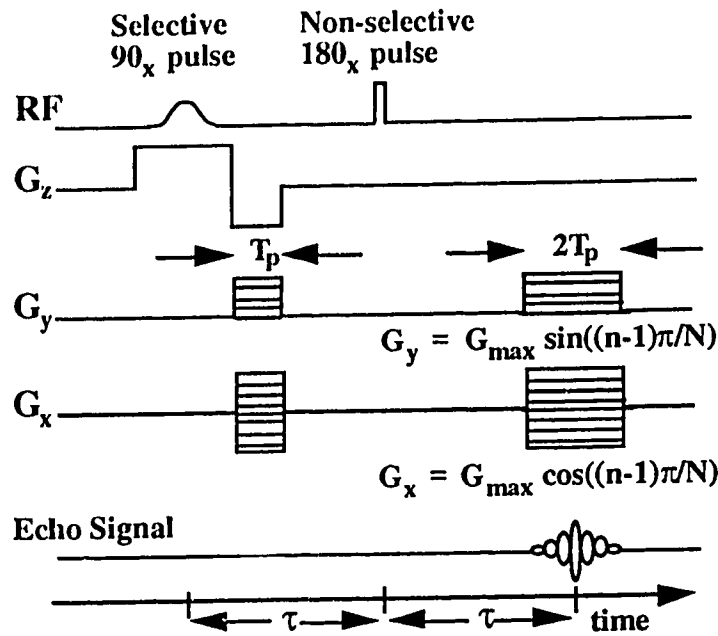 Selective
90x pulse
Non-selective
180x pulse
RF
Gz
Tp
2Tp
Gy
Gy = Gmax sin((n-1)π/N)
Gx
Gx = Gmax cos((n-1)π/N)
Echo Signal
τ
τ
time